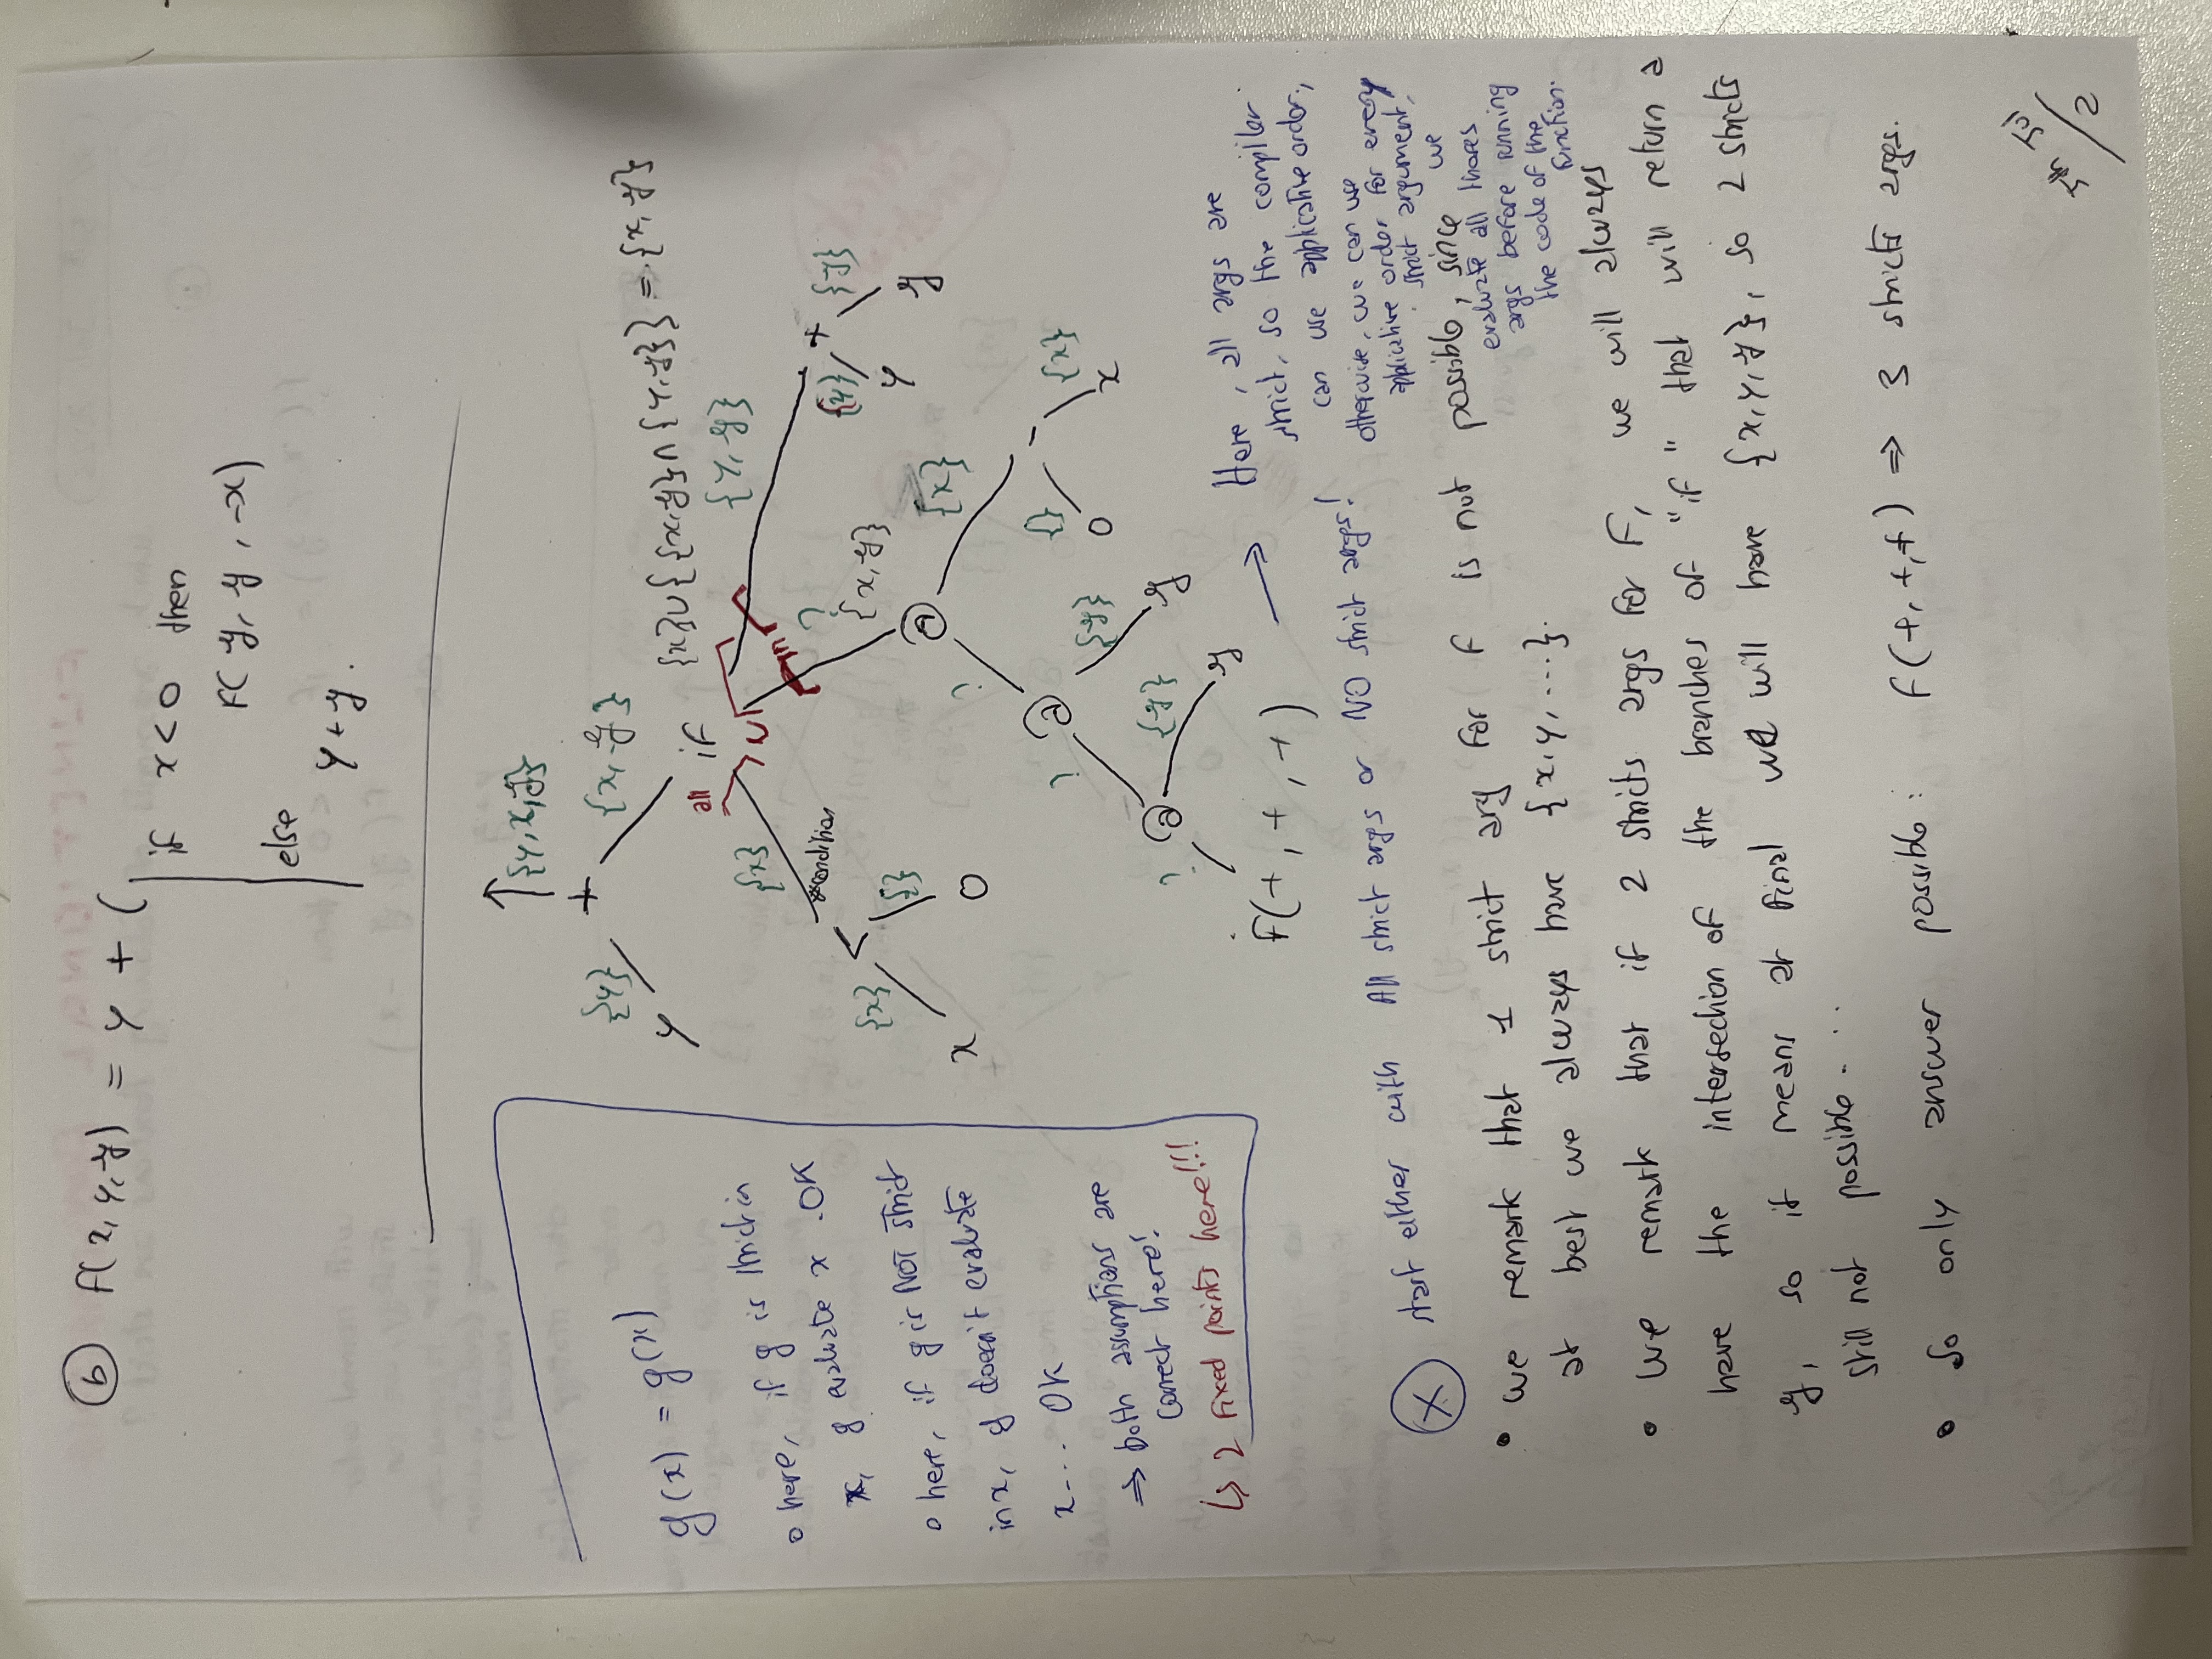 b f(x, y, z) = y + (
if x < 0 then
f(z, z, -x)
else
y + z.
↑ {y, x, z}
{y} + {x, z}
y
all if {x} ∪ { {x, z} ∩ {y, z} } = {x, z}
{x} ∪ ∩ {y, z}
condition ? +
{x} < {} {x, z} {y} {z}
x 0 @ y z
? {x}
@ -
? {z} {} {x}
@ {z} z 0 x
? z
f(+, +, +) →
g(x) = g(x)
o here, if g is strict in
x, g evaluate x . OK
o here, if g is NOT strict
in x, g doesn't evaluate
x .... OK
⇒ both assumptions are
correct here!
↳ 2 fixed points here!!!
Here, all args are
strict, so the compiler
can use applicative order,
otherwise, we can use
applicative order for every
strict argument,
since we
evaluate all thoses
args before running
the code of the
function.
X start either with All strict args or NO strict args!
• we remark that 1 strict arg for f is not possible,
at best we always have {x, y, ...}.
• we remark that if 2 stricts args for f, we will always
have the intersection of the branches of "if" that will return a
z, so it means at final we will have {x, y, z}, so 2 stricts
still not possible....
• so only answer possible: f(+, +, +) ⇒ 3 stricts args.
5th Jul
/2